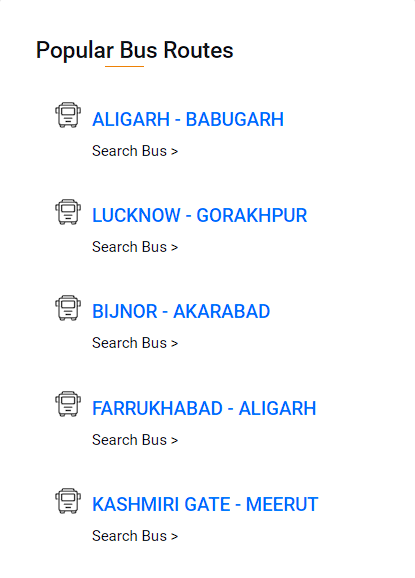 Popular Bus Routes
ALIGARH - BABUGARH
Search Bus >
LUCKNOW - GORAKHPUR
Search Bus >
BIJNOR - AKARABAD
Search Bus >
FARRUKHABAD - ALIGARH
Search Bus >
KASHMIRI GATE - MEERUT
Search Bus >